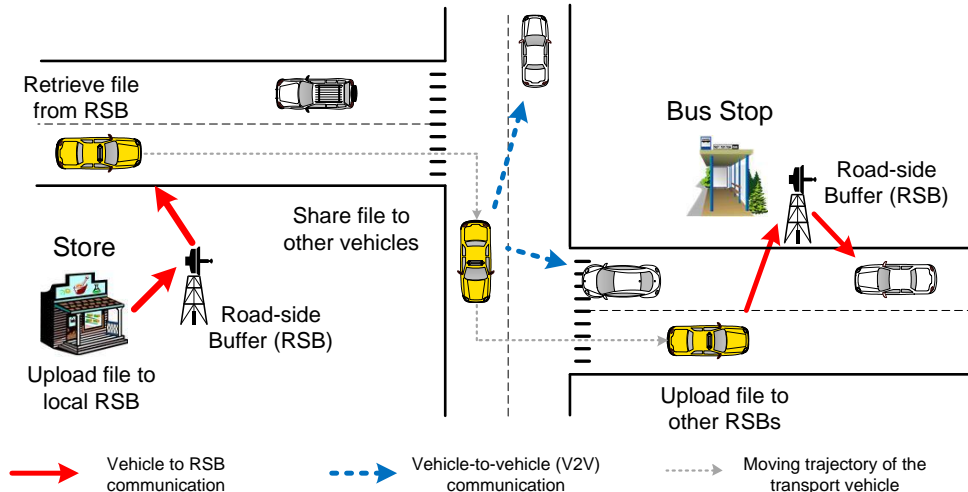 Retrieve file
from RSB
Bus Stop
Road-side
Buffer (RSB)
Share file to
other vehicles
Store
Road-side
Buffer (RSB)
Upload file to
local RSB
Upload file to
other RSBs
Vehicle to RSB
communication
Vehicle-to-vehicle (V2V)
communication
Moving trajectory of the
transport vehicle